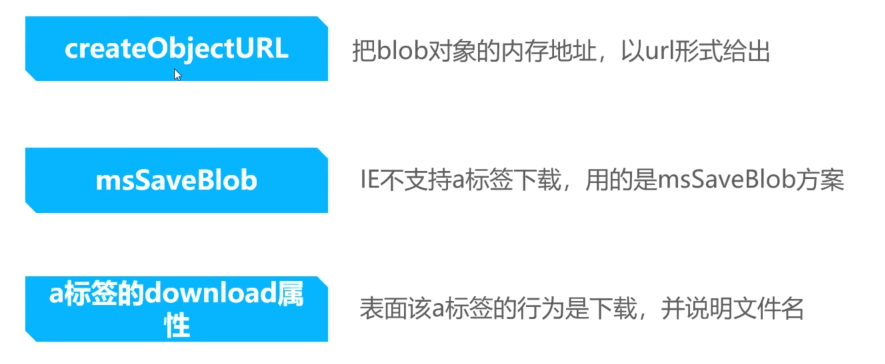 createObjectURL
把blob对象的内存地址，以url形式给出
msSaveBlob
IE不支持a标签下载，用的是msSaveBlob方案
a标签的download属
性
表面该a标签的行为是下载，并说明文件名